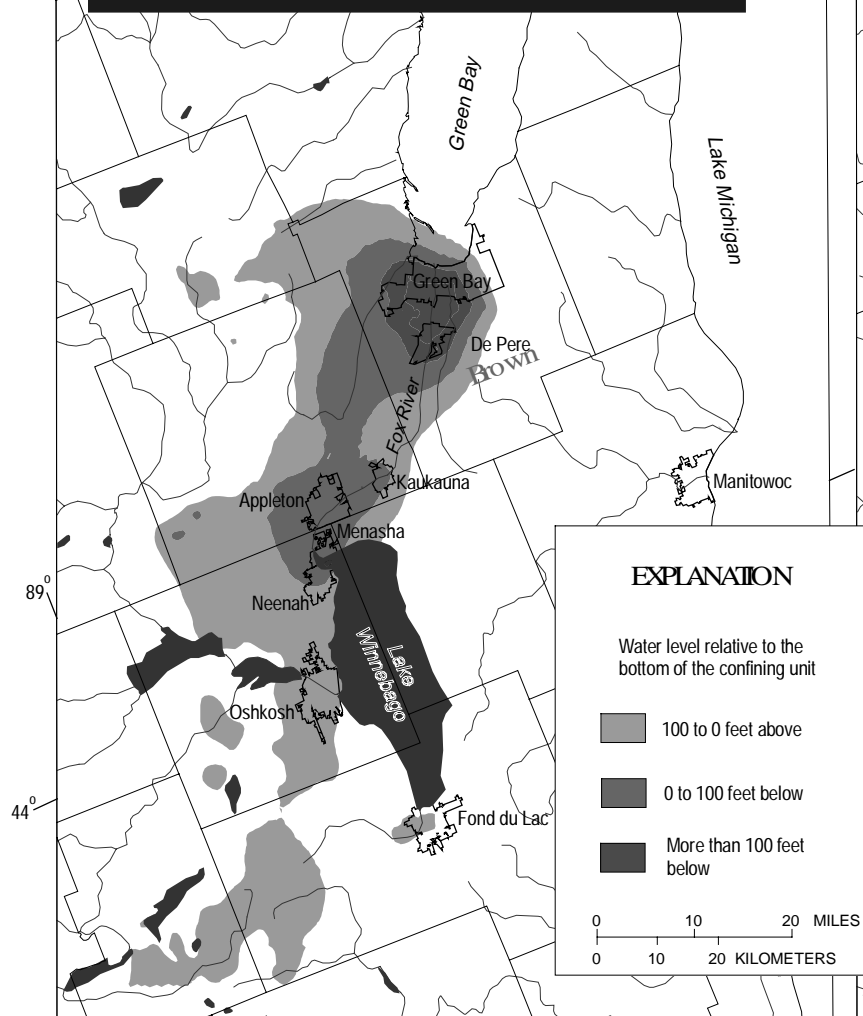 Green Bay
Lake Michigan
Green Bay
De Pere
Brown
Fox River
Kaukauna
Appleton
Manitowoc
Menasha
89°
Neenah
Lake
Winnebago
Oshkosh
44°
Fond du Lac
EXPLANATION
Water level relative to the
bottom of the confining unit
100 to 0 feet above
0 to 100 feet below
More than 100 feet
below
0 10 20 MILES
0 10 20 KILOMETERS